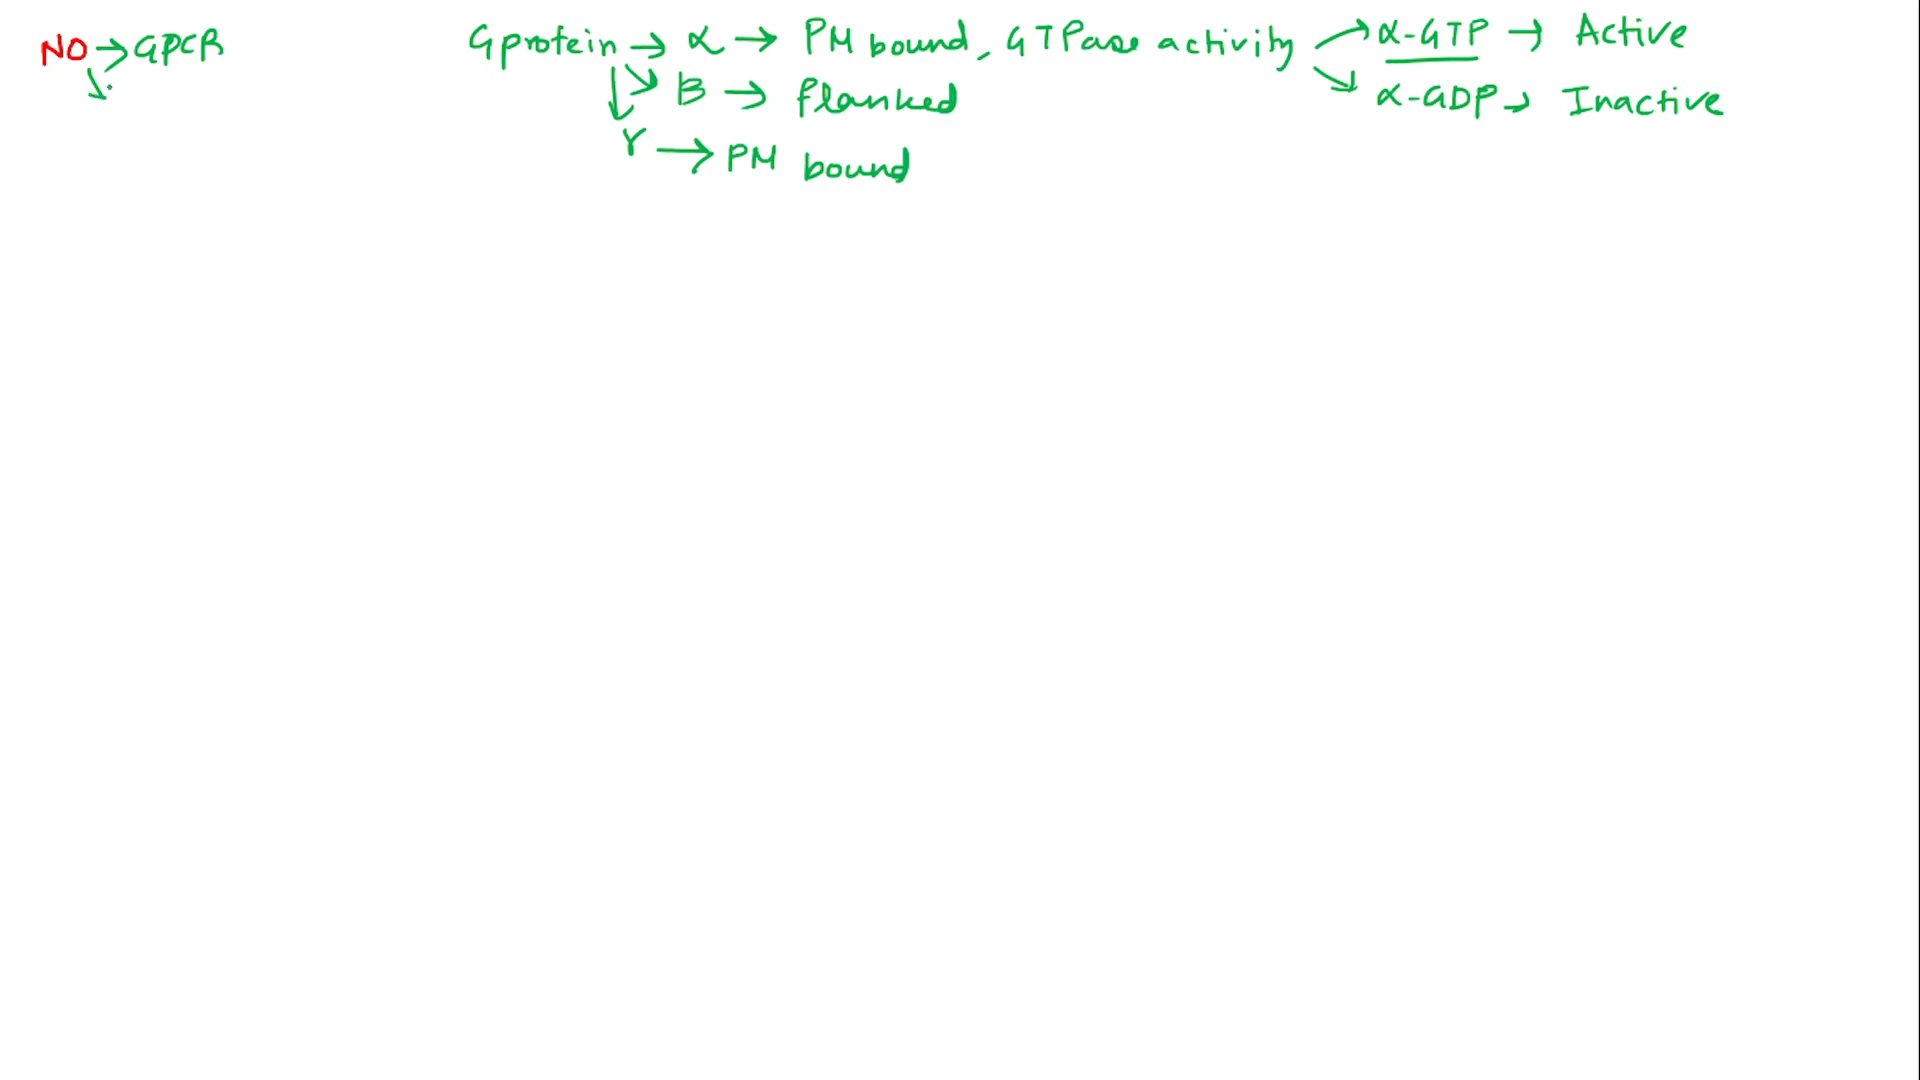 NO → GPCR
Gprotein → α → PM bound, GTPase activity → α-GTP → Active
B → flanked
α-GDP → Inactive
γ → PM bound